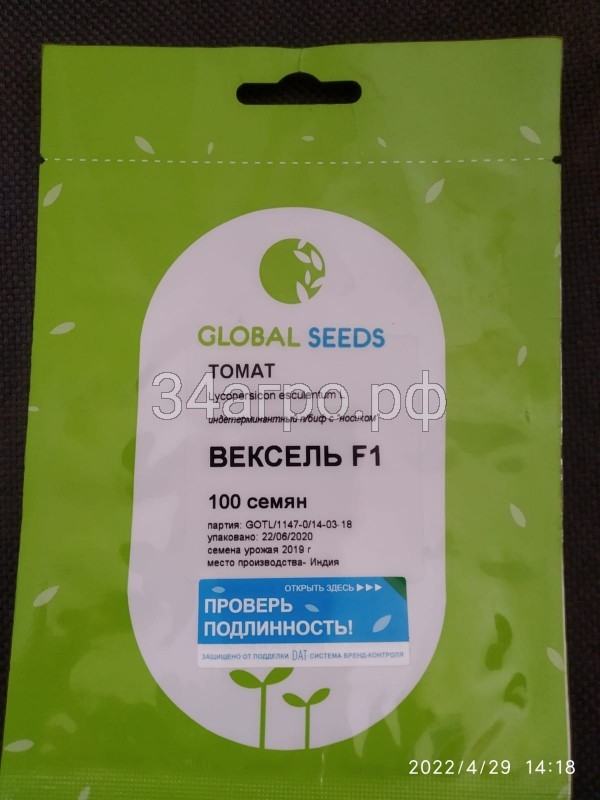 GLOBAL SEEDS
ТОМАТ
Lycopersicon esculentum L
34агро.рф
индетерминантный п/биф с "носиком"
ВЕКСЕЛЬ F1
100 семян
партия: GOTL/1147-0/14-03-18
упаковано: 22/06/2020
семена урожая 2019 г
место производства- Индия
ОТКРЫТЬ ЗДЕСЬ ►►►
ПРОВЕРЬ
ПОДЛИННОСТЬ!
ЗАЩИЩЕНО ОТ ПОДДЕЛКИ DAT СИСТЕМА БРЕНД-КОНТРОЛЯ
2022/4/29 14:18